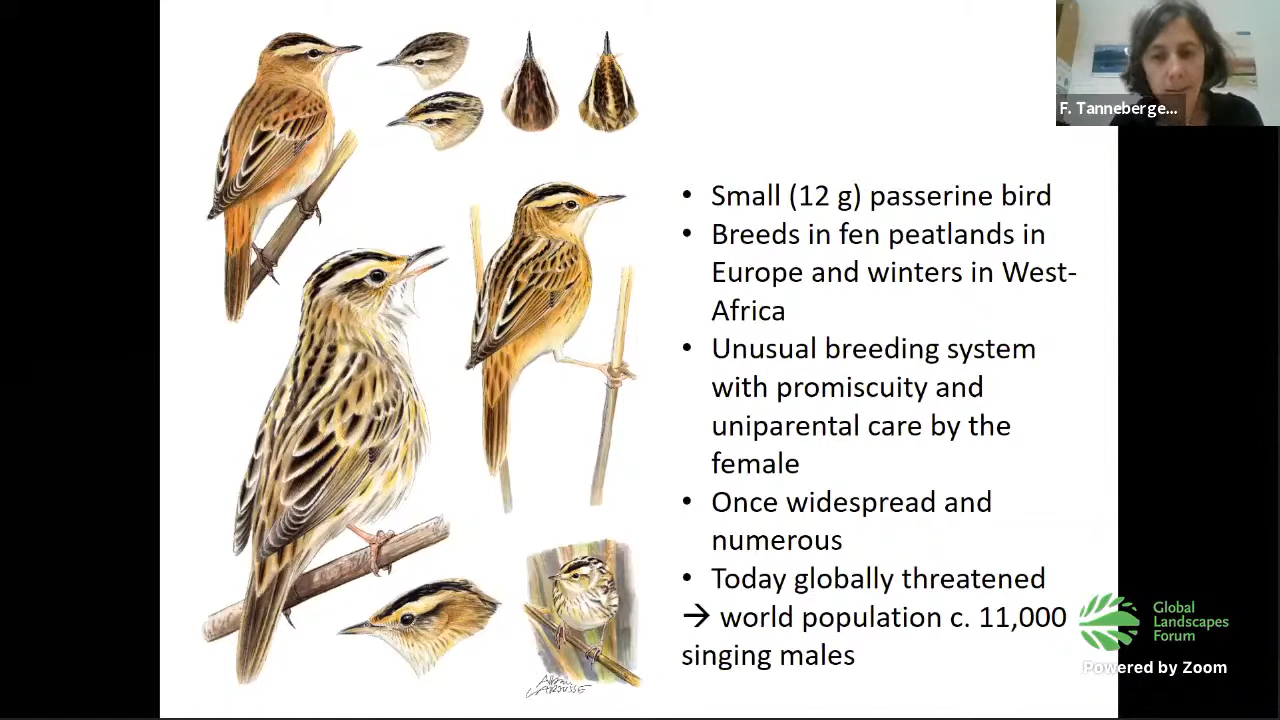 F. Tanneberge...
• Small (12 g) passerine bird
• Breeds in fen peatlands in
Europe and winters in West-
Africa
• Unusual breeding system
with promiscuity and
uniparental care by the
female
• Once widespread and
numerous
• Today globally threatened
→ world population c. 11,000
singing males
Global
Landscapes
Forum
Powered by Zoom